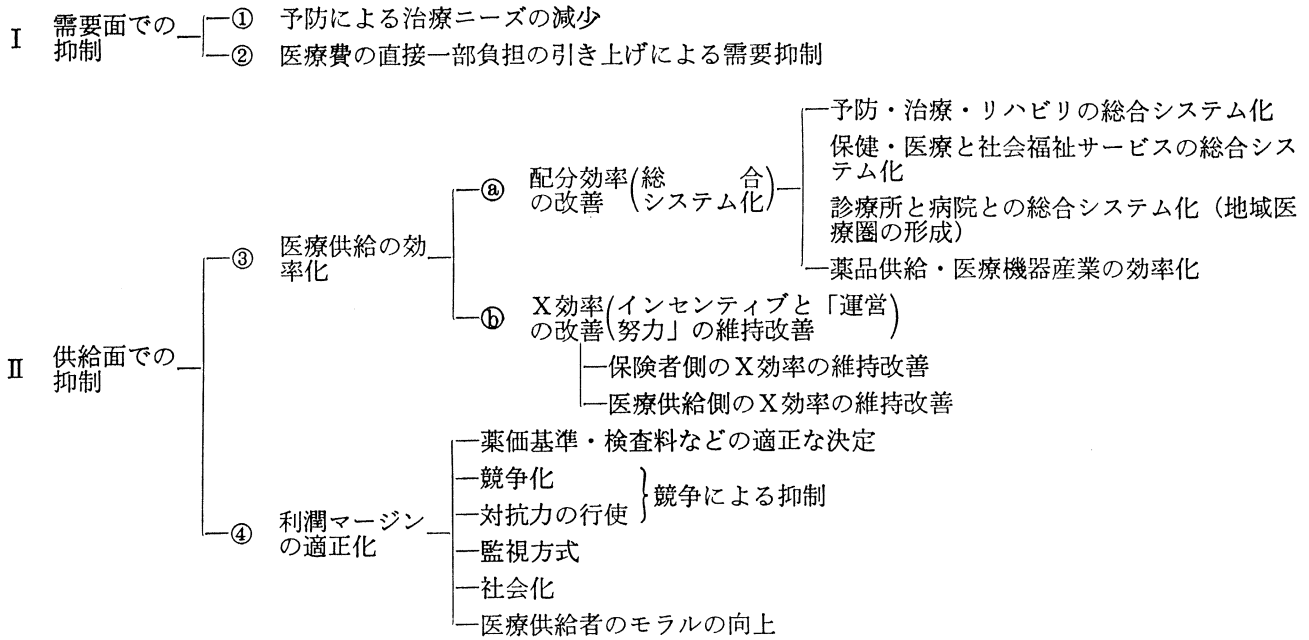 Ⅰ 需要面での
抑制
① 予防による治療ニーズの減少
② 医療費の直接一部負担の引き上げによる需要抑制
Ⅱ 供給面での
抑制
③ 医療供給の効
率化
ⓐ 配分効率(総合
の改善 システム化)
予防・治療・リハビリの総合システム化
保健・医療と社会福祉サービスの総合シス
テム化
診療所と病院との総合システム化（地域医
療圏の形成）
薬品供給・医療機器産業の効率化
ⓑ X効率(インセンティブと「運営
の改善 努力」の維持改善)
保険者側のX効率の維持改善
医療供給側のX効率の維持改善
④ 利潤マージン
の適正化
薬価基準・検査料などの適正な決定
競争化
対抗力の行使
}競争による抑制
監視方式
社会化
医療供給者のモラルの向上